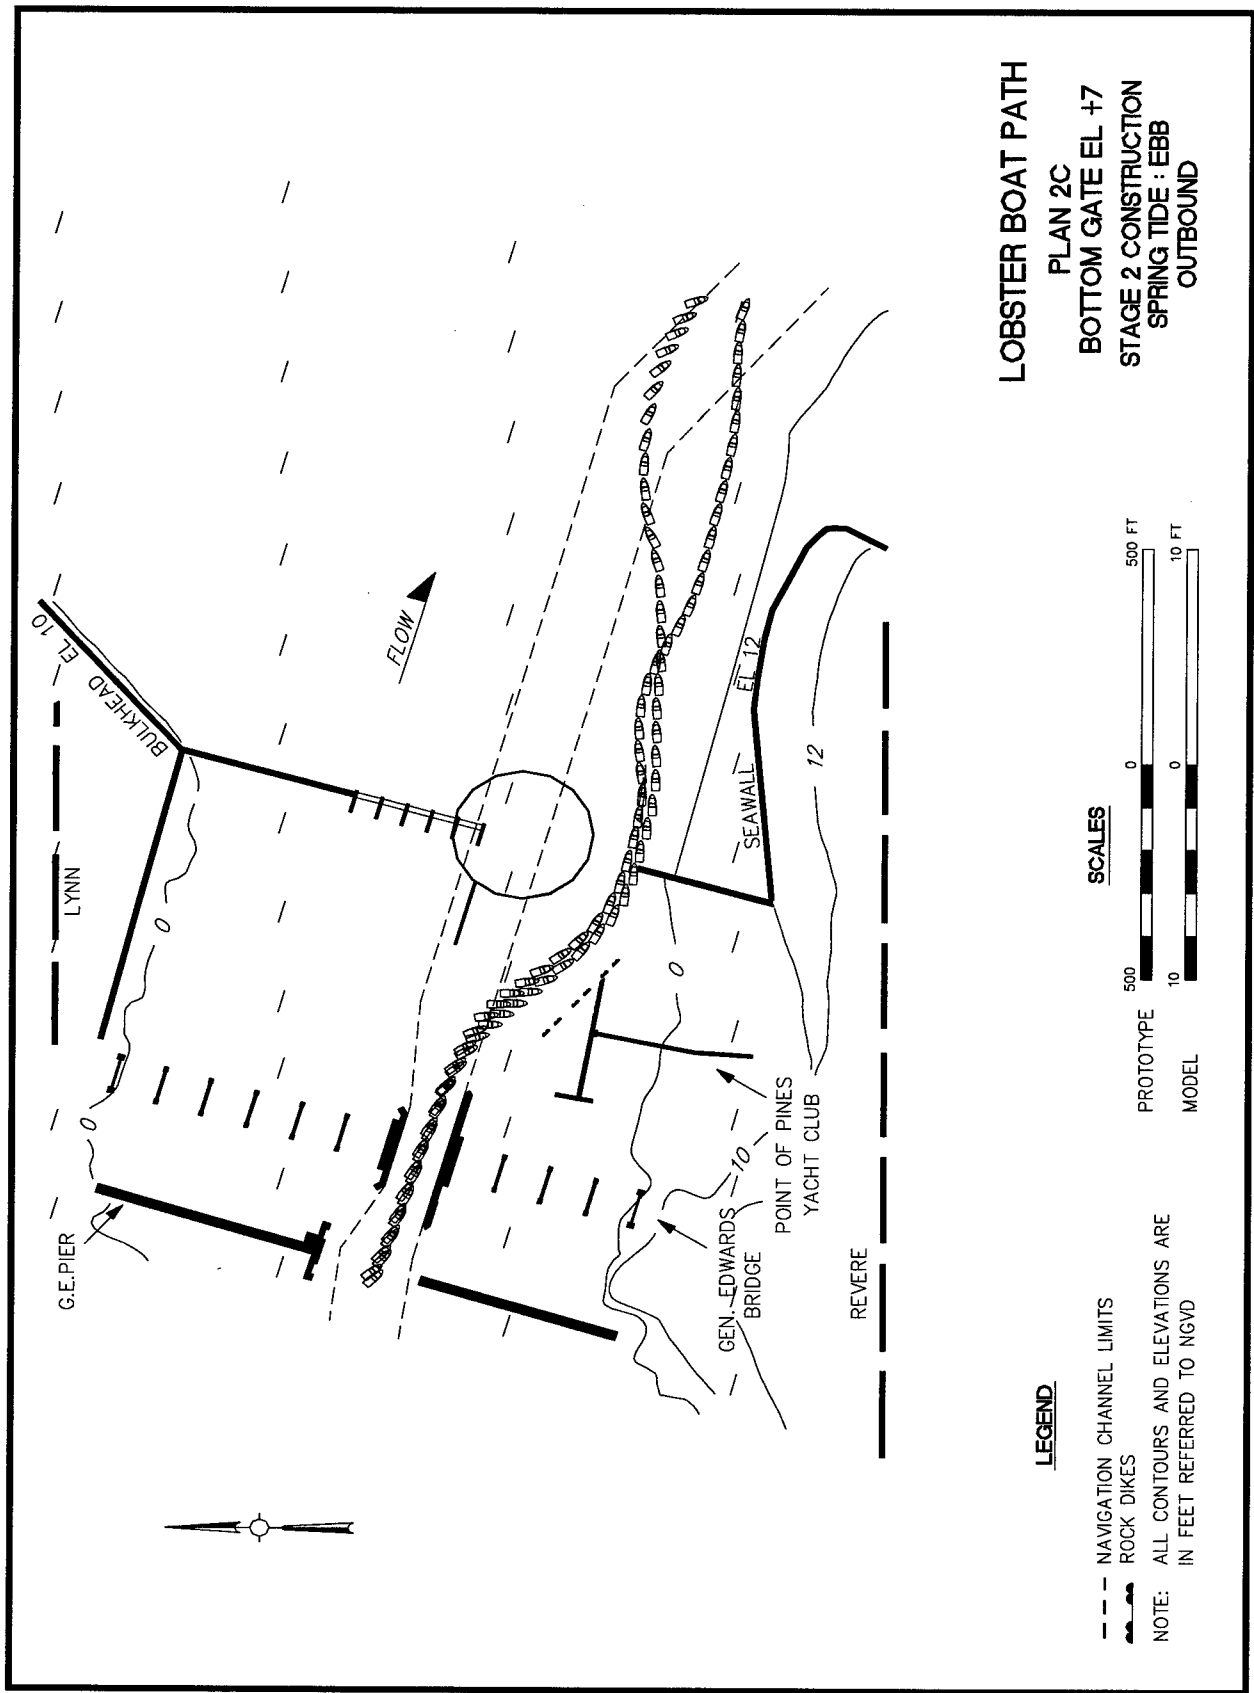 LYNN
BULKHEAD EL 10
FLOW
G.E.PIER
0
0
0
SEAWALL EL 12
12
10
POINT OF PINES
YACHT CLUB
GEN. EDWARDS
BRIDGE
REVERE
LEGEND
NAVIGATION CHANNEL LIMITS
ROCK DIKES
NOTE: ALL CONTOURS AND ELEVATIONS ARE
IN FEET REFERRED TO NGVD
SCALES
PROTOTYPE 500 0 500 FT
MODEL 10 0 10 FT
LOBSTER BOAT PATH
PLAN 2C
BOTTOM GATE EL +7
STAGE 2 CONSTRUCTION
SPRING TIDE : EBB
OUTBOUND